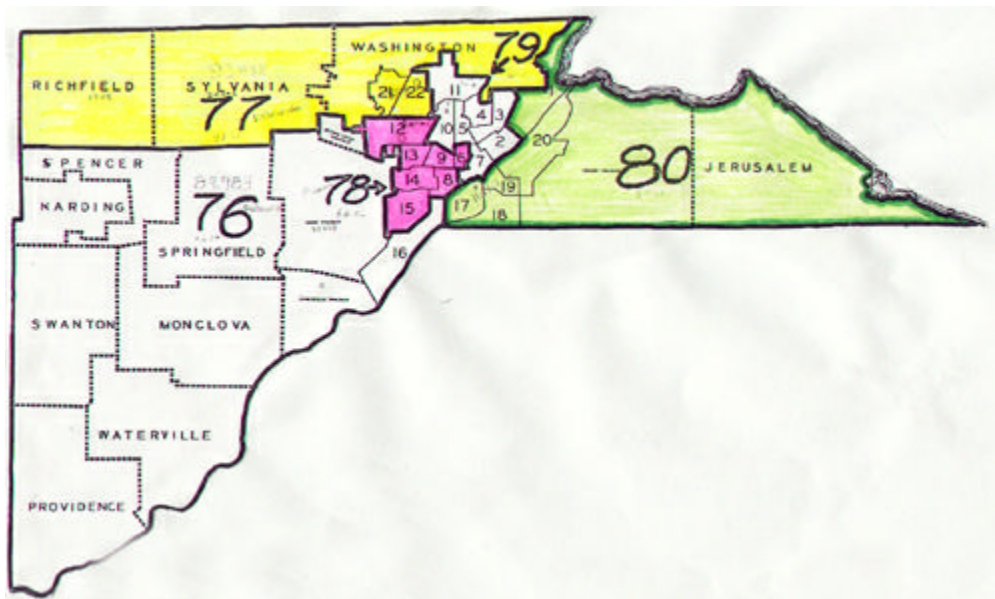 WASHINGTON
79
RICHFIELD
SYLVANIA
77
21
22
11
1
4
3
12
10
5
2
20
SPENCER
13
9
6
7
80
JERUSALEM
HARDING
76
78
14
8
19
15
17
18
SPRINGFIELD
16
SWANTON
MONCLOVA
WATERVILLE
PROVIDENCE